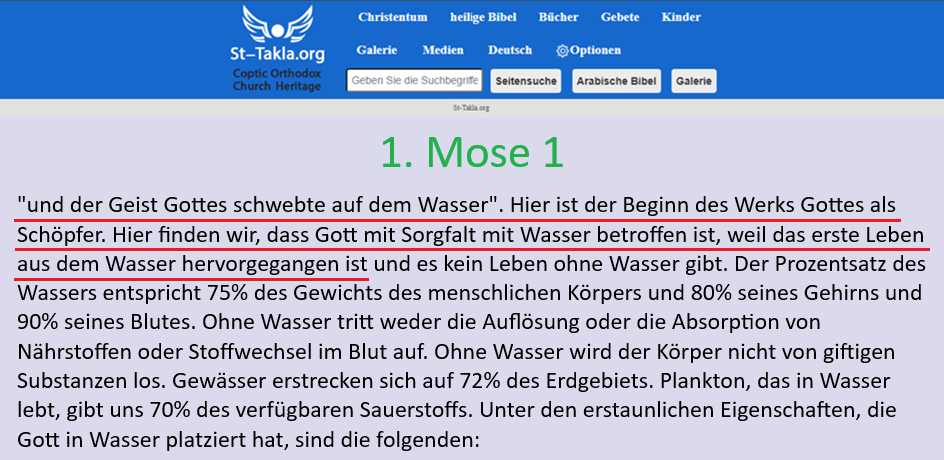 Christentum heilige Bibel Bücher Gebete Kinder
St-Takla.org
Galerie Medien Deutsch Optionen
Coptic Orthodox
Church Heritage
Geben Sie die Suchbegriffe Seitensuche Arabische Bibel Galerie
St-Takla.org
1. Mose 1
"und der Geist Gottes schwebte auf dem Wasser". Hier ist der Beginn des Werks Gottes als
Schöpfer. Hier finden wir, dass Gott mit Sorgfalt mit Wasser betroffen ist, weil das erste Leben
aus dem Wasser hervorgegangen ist und es kein Leben ohne Wasser gibt. Der Prozentsatz des
Wassers entspricht 75% des Gewichts des menschlichen Körpers und 80% seines Gehirns und
90% seines Blutes. Ohne Wasser tritt weder die Auflösung oder die Absorption von
Nährstoffen oder Stoffwechsel im Blut auf. Ohne Wasser wird der Körper nicht von giftigen
Substanzen los. Gewässer erstrecken sich auf 72% des Erdgebiets. Plankton, das in Wasser
lebt, gibt uns 70% des verfügbaren Sauerstoffs. Unter den erstaunlichen Eigenschaften, die
Gott in Wasser platziert hat, sind die folgenden: